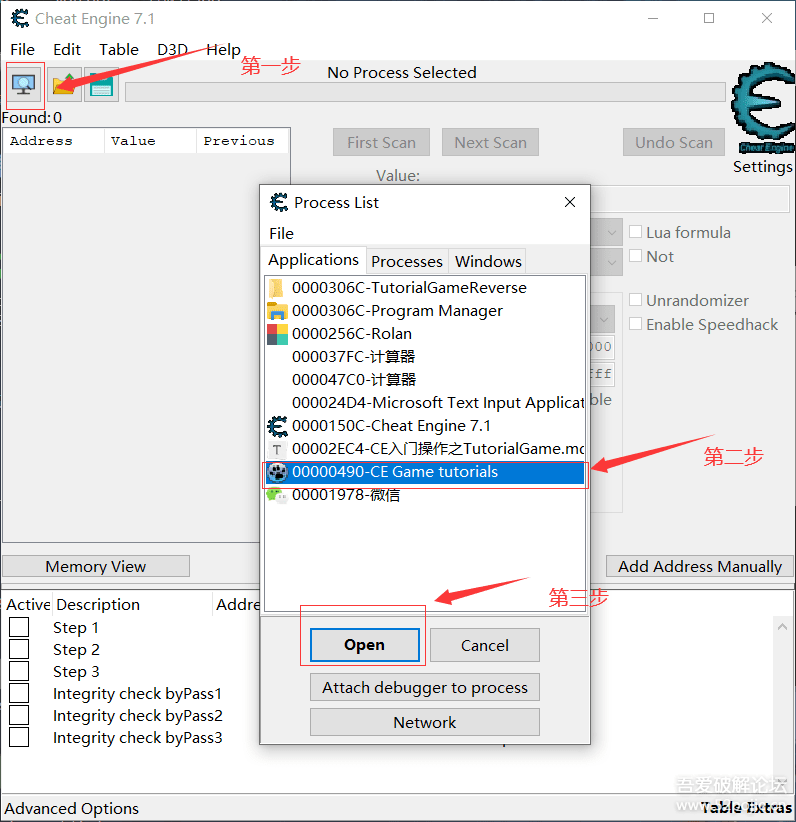 Cheat Engine 7.1
File Edit Table D3D Help
第一步
No Process Selected
Found:0
Address Value Previous
First Scan Next Scan Undo Scan
Cheat Engine
Settings
Value:
Process List
File
Lua formula
Not
Applications Processes Windows
0000306C-TutorialGameReverse
0000306C-Program Manager
0000256C-Rolan
000037FC-计算器
000047C0-计算器
000024D4-Microsoft Text Input Applicat
0000150C-Cheat Engine 7.1
T 00002EC4-CE入门操作之TutorialGame.md
00000490-CE Game tutorials
00001978-微信
Unrandomizer
Enable Speedhack
000
fff
ble
第二步
Memory View
Add Address Manually
第三步
Active Description Addre
Step 1
Step 2
Step 3
Integrity check byPass1
Integrity check byPass2
Integrity check byPass3
Open Cancel
Attach debugger to process
Network
吾爱破解论坛
Advanced Options
Table Extras